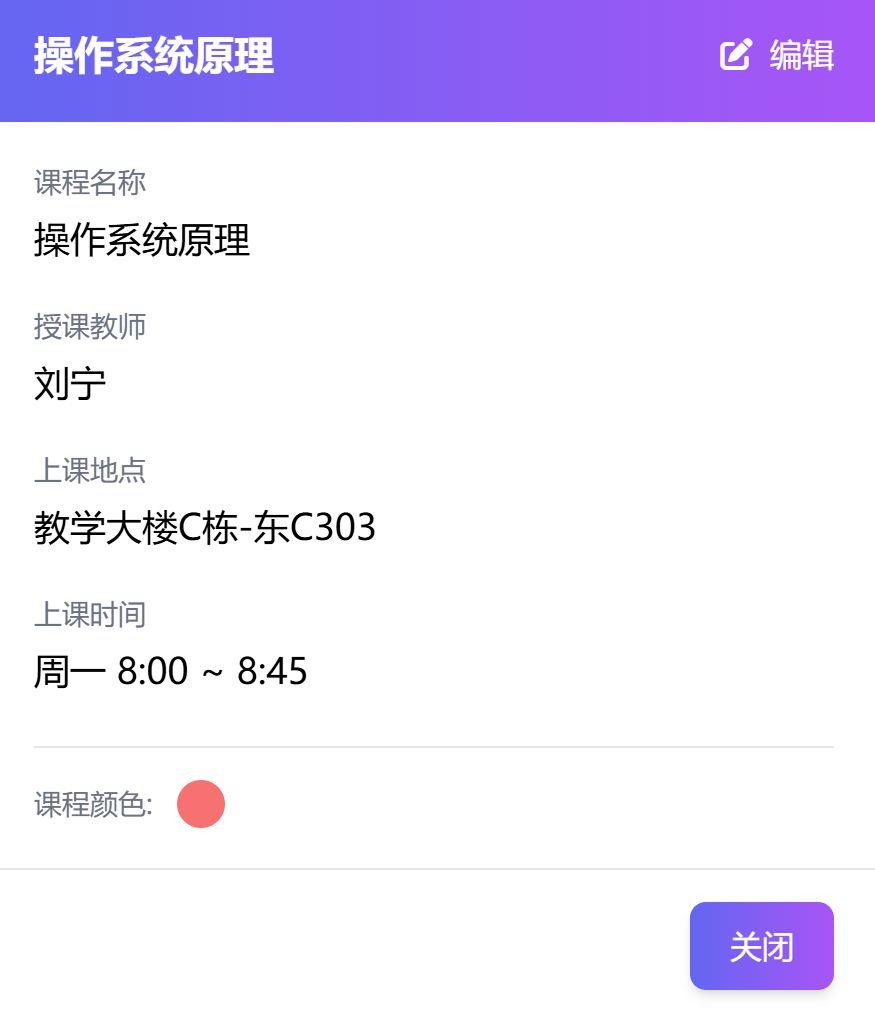 操作系统原理
编辑
课程名称
操作系统原理
授课教师
刘宁
上课地点
教学大楼C栋-东C303
上课时间
周一 8:00 ~ 8:45
课程颜色:
关闭